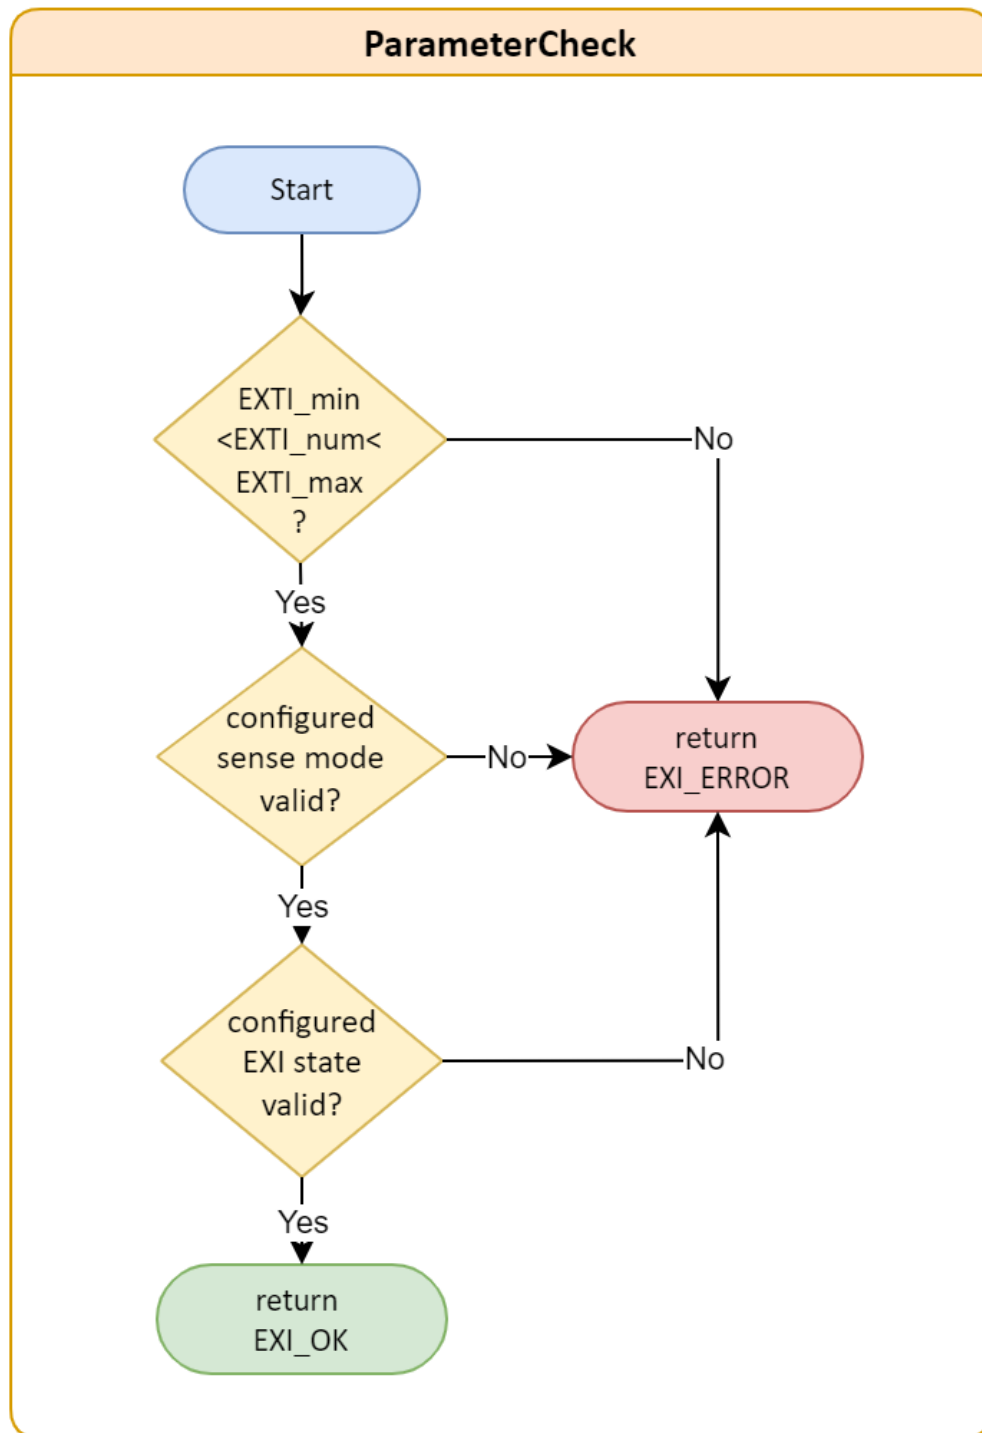 ParameterCheck
Start
EXTI_min
<EXTI_num<
EXTI_max
?
No
Yes
configured
sense mode
valid?
No
return
EXI_ERROR
Yes
configured
EXI state
valid?
No
Yes
return
EXI_OK